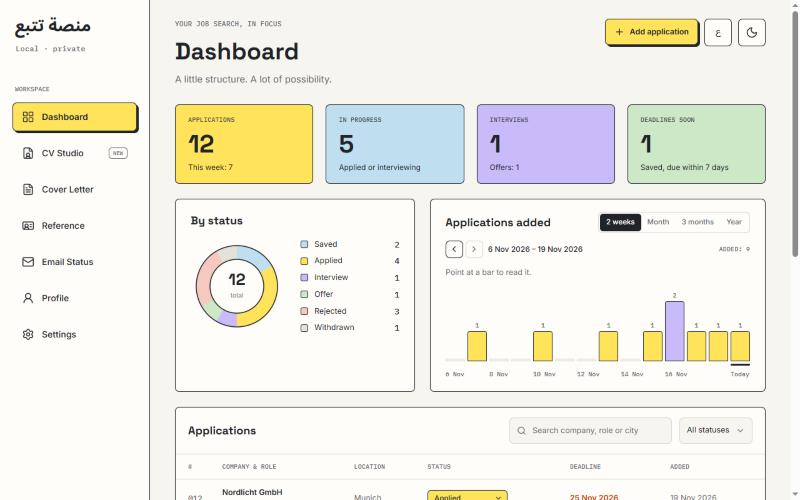 منصة تتبع
Local · private
WORKSPACE
Dashboard
CV Studio NEW
Cover Letter
Reference
Email Status
Profile
Settings
YOUR JOB SEARCH, IN FOCUS
Dashboard
A little structure. A lot of possibility.
+ Add application
ع
APPLICATIONS
12
This week: 7
IN PROGRESS
5
Applied or interviewing
INTERVIEWS
1
Offers: 1
DEADLINES SOON
1
Saved, due within 7 days
By status
12
total
Saved 2
Applied 4
Interview 1
Offer 1
Rejected 3
Withdrawn 1
Applications added
2 weeks Month 3 months Year
6 Nov 2026 – 19 Nov 2026
ADDED: 9
Point at a bar to read it.
1 1 1 1 2 1 1 1
6 Nov 8 Nov 10 Nov 12 Nov 14 Nov 16 Nov Today
Applications
Search company, role or city
All statuses
# COMPANY & ROLE LOCATION STATUS DEADLINE ADDED
012 Nordlicht GmbH Munich Applied 25 Nov 2026 19 Nov 2026